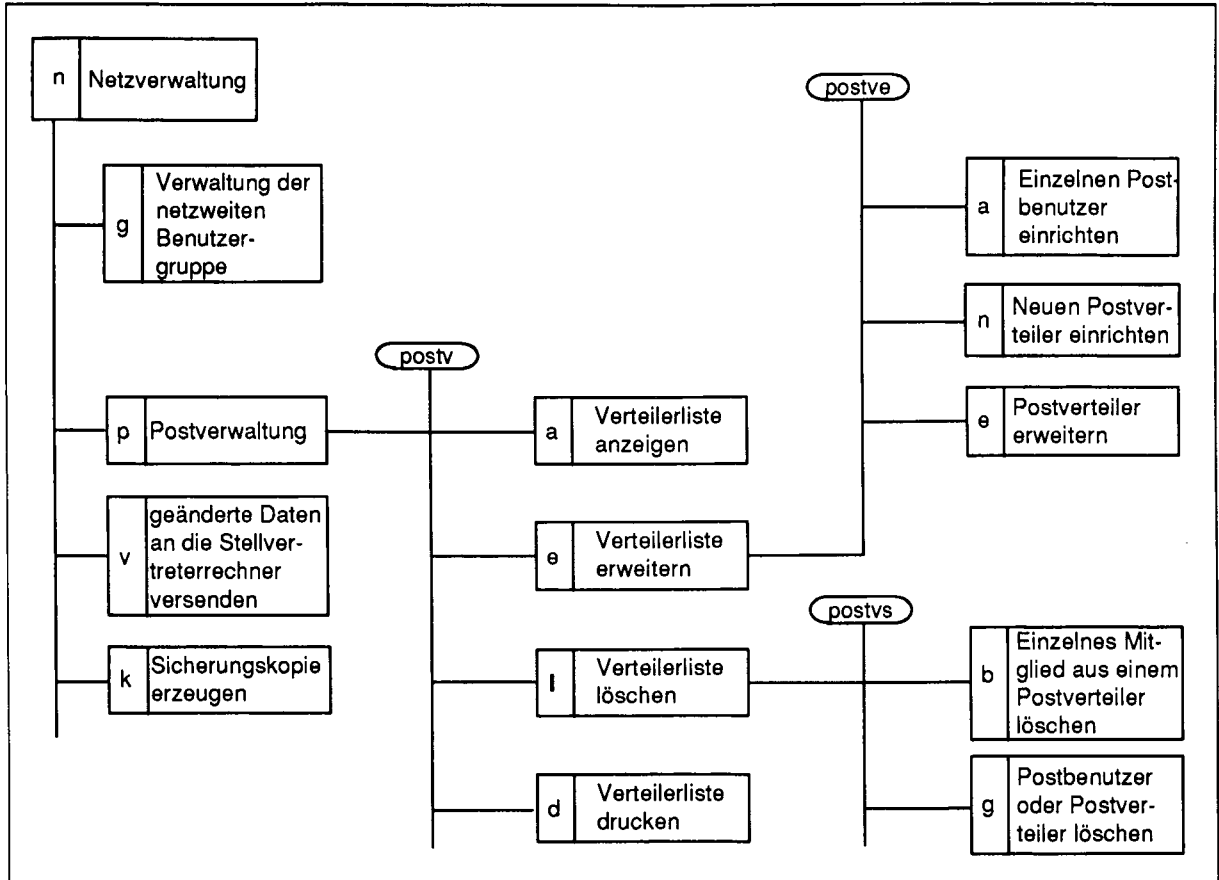 n Netzverwaltung
g
Verwaltung der
netzweiten
Benutzer-
gruppe
p Postverwaltung
v
geänderte Daten
an die Stellver-
treterrechner
versenden
k
Sicherungskopie
erzeugen
postv
a
Verteilerliste
anzeigen
e
Verteilerliste
erweitern
l
Verteilerliste
löschen
d
Verteilerliste
drucken
postve
a
Einzelnen Post-
benutzer
einrichten
n
Neuen Postver-
teiler einrichten
e
Postverteiler
erweitern
postvs
b
Einzelnes Mit-
glied aus einem
Postverteiler
löschen
g
Postbenutzer
oder Postver-
teiler löschen